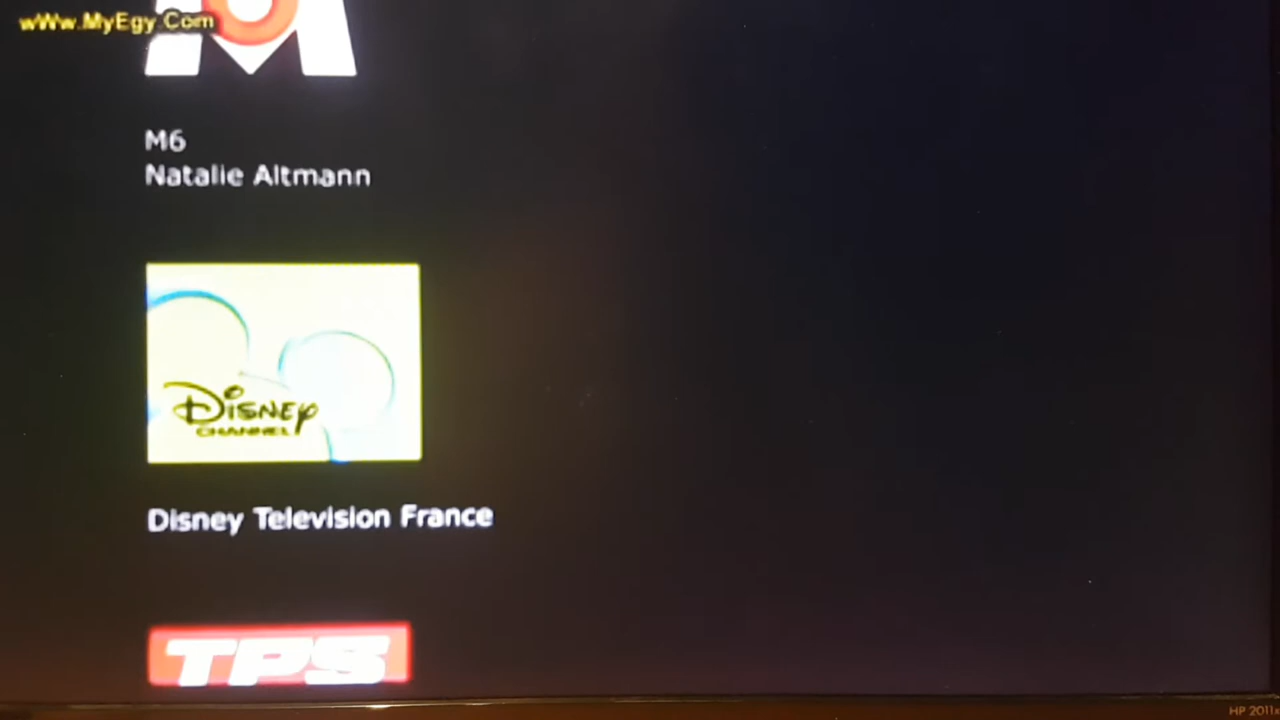 wWw.MyEgy.Com
M6
Natalie Altmann
DISNEY
CHANNEL
Disney Television France
TPS
HP 2011x